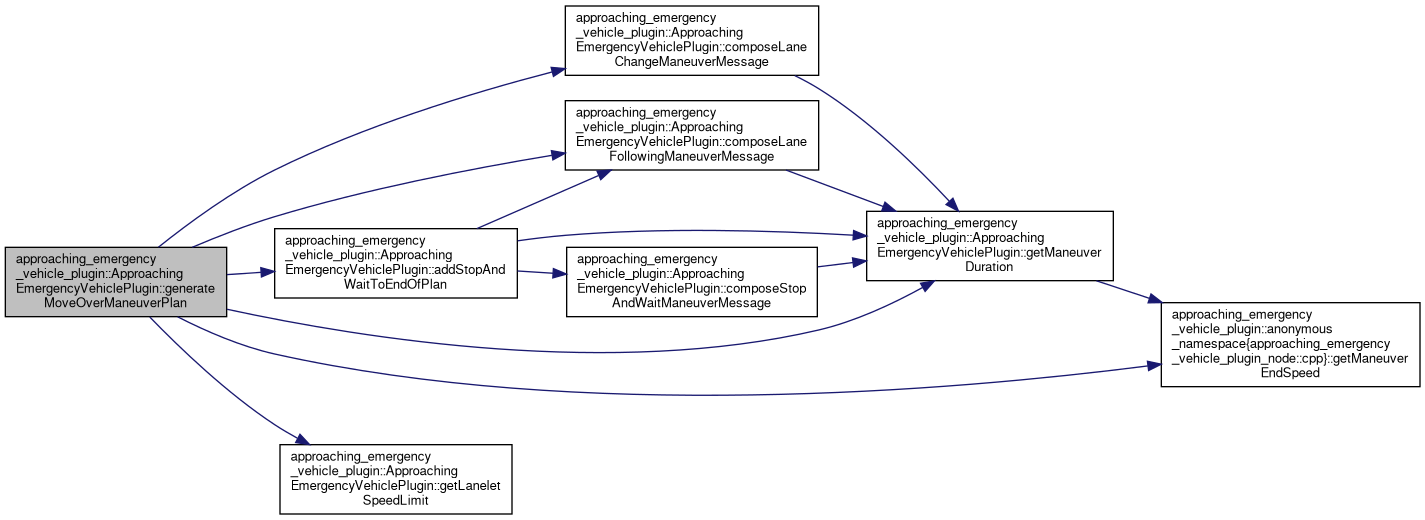 approaching_emergency
_vehicle_plugin::Approaching
EmergencyVehiclePlugin::generate
MoveOverManeuverPlan
approaching_emergency
_vehicle_plugin::Approaching
EmergencyVehiclePlugin::addStopAnd
WaitToEndOfPlan
approaching_emergency
_vehicle_plugin::Approaching
EmergencyVehiclePlugin::getLanelet
SpeedLimit
approaching_emergency
_vehicle_plugin::Approaching
EmergencyVehiclePlugin::composeLane
ChangeManeuverMessage
approaching_emergency
_vehicle_plugin::Approaching
EmergencyVehiclePlugin::composeLane
FollowingManeuverMessage
approaching_emergency
_vehicle_plugin::Approaching
EmergencyVehiclePlugin::composeStop
AndWaitManeuverMessage
approaching_emergency
_vehicle_plugin::Approaching
EmergencyVehiclePlugin::getManeuver
Duration
approaching_emergency
_vehicle_plugin::anonymous
_namespace{approaching_emergency
_vehicle_plugin_node::cpp}::getManeuver
EndSpeed